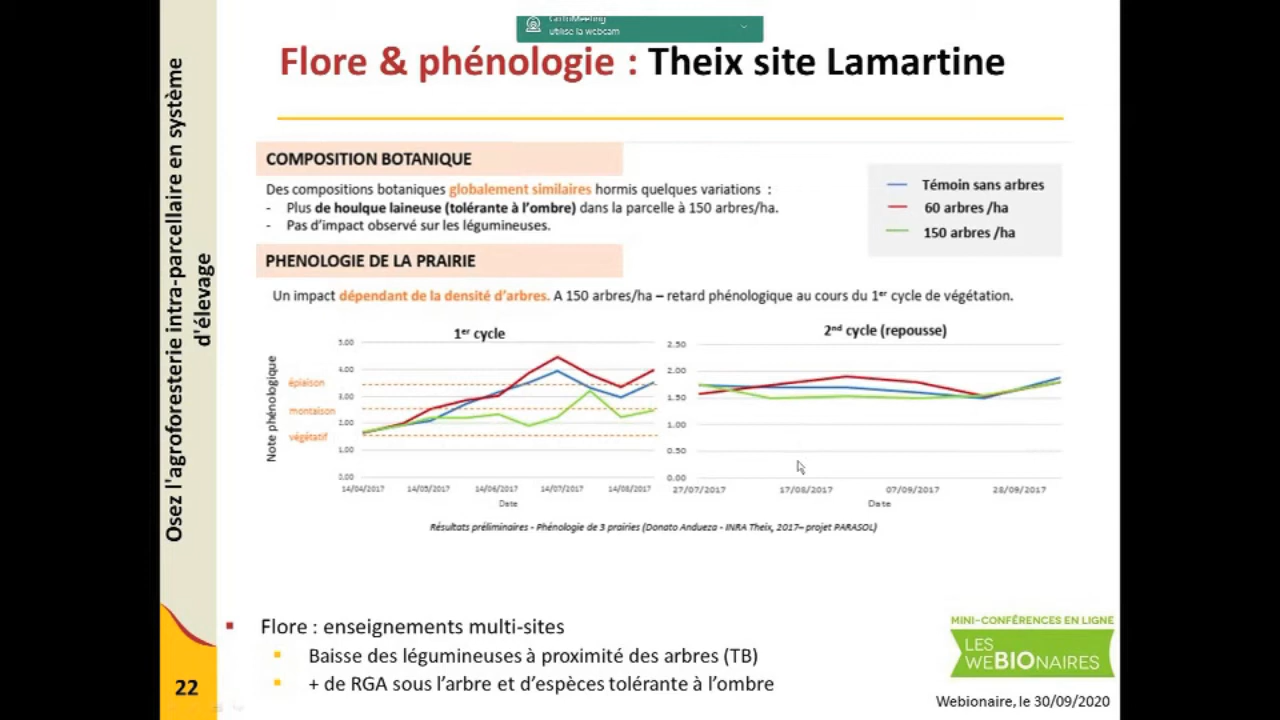 GoToMeeting
utilise la webcam
Flore & phénologie : Theix site Lamartine
Osez l'agroforesterie intra-parcellaire en système
d'élevage
COMPOSITION BOTANIQUE
Des compositions botaniques globalement similaires hormis quelques variations :
- Plus de houlque laineuse (tolérante à l'ombre) dans la parcelle à 150 arbres/ha.
- Pas d'impact observé sur les légumineuses.
Témoin sans arbres
60 arbres /ha
150 arbres /ha
PHENOLOGIE DE LA PRAIRIE
Un impact dépendant de la densité d'arbres. A 150 arbres/ha – retard phénologique au cours du 1er cycle de végétation.
1er cycle
Note phénologique
5.00
4.00
3.00
2.00
1.00
0.00
épiaison
montaison
végétatif
14/04/2017 14/05/2017 14/06/2017 14/07/2017 14/08/2017
Date
2nd cycle (repousse)
2.50
2.00
1.50
1.00
0.50
0.00
27/07/2017 17/08/2017 07/09/2017 28/09/2017
Date
Résultats préliminaires - Phénologie de 3 prairies (Donato Andueza - INRA Theix, 2017– projet PARASOL)
Flore : enseignements multi-sites
Baisse des légumineuses à proximité des arbres (TB)
+ de RGA sous l'arbre et d'espèces tolérante à l'ombre
MINI-CONFÉRENCES EN LIGNE
LES
WEBIONAIRES
Webionaire, le 30/09/2020
22